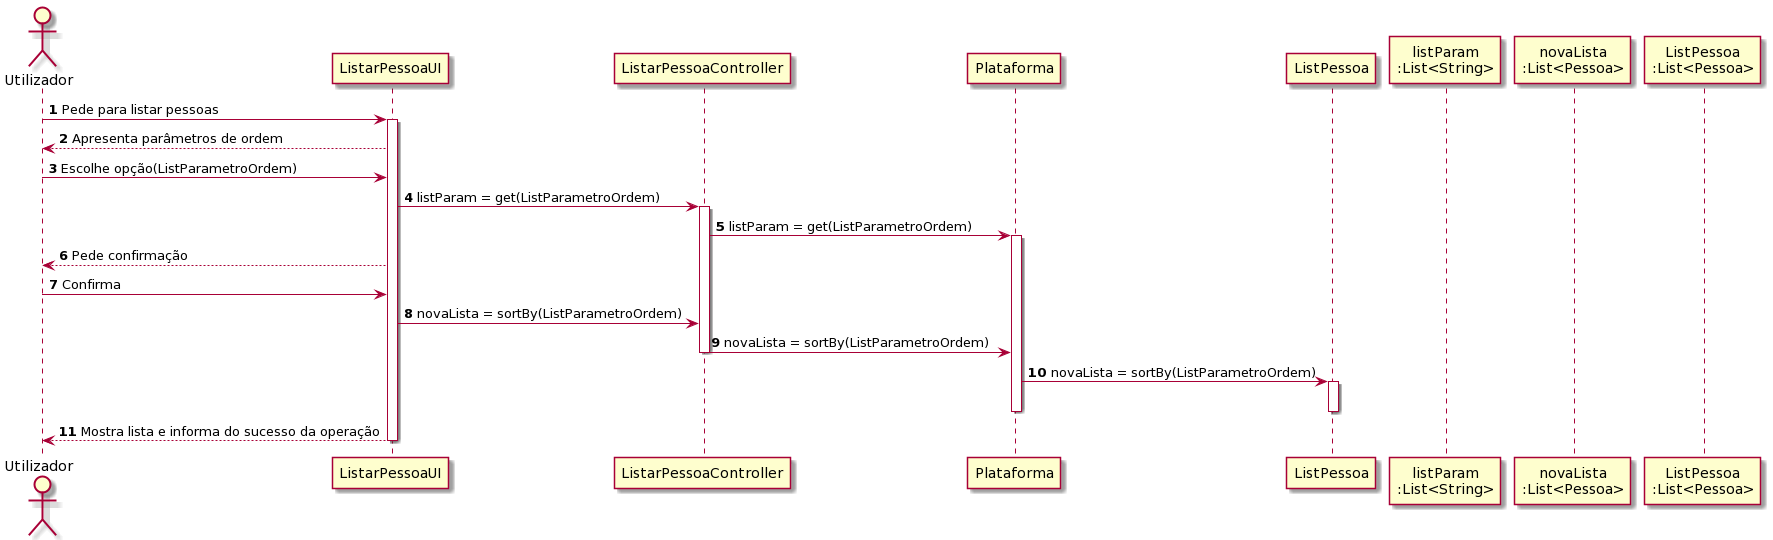 Utilizador
ListarPessoaUI
ListarPessoaController
Plataforma
ListPessoa
listParam
:List<String>
novaLista
:List<Pessoa>
ListPessoa
:List<Pessoa>
1 Pede para listar pessoas
2 Apresenta parâmetros de ordem
3 Escolhe opção(ListParametroOrdem)
4 listParam = get(ListParametroOrdem)
5 listParam = get(ListParametroOrdem)
6 Pede confirmação
7 Confirma
8 novaLista = sortBy(ListParametroOrdem)
9 novaLista = sortBy(ListParametroOrdem)
10 novaLista = sortBy(ListParametroOrdem)
11 Mostra lista e informa do sucesso da operação
Utilizador
ListarPessoaUI
ListarPessoaController
Plataforma
ListPessoa
listParam
:List<String>
novaLista
:List<Pessoa>
ListPessoa
:List<Pessoa>